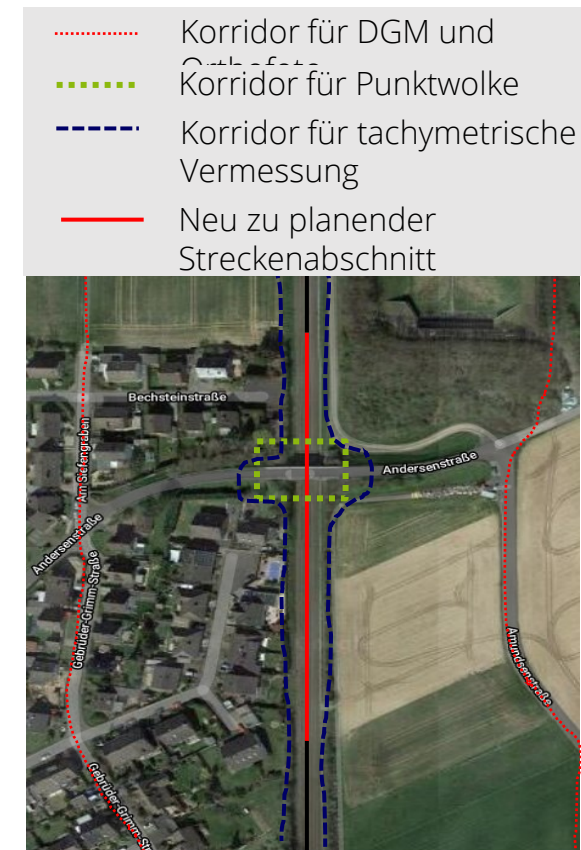 Korridor für DGM und
Korridor für Punktwolke
Korridor für tachymetrische
Vermessung
Neu zu planender
Streckenabschnitt
Bechsteinstraße
Am Siefengraben
Andersenstraße
Andersenstraße
Gebrüder-Grimm-Straße
Amundsenstraße
Gebrüder-Grimm-Str